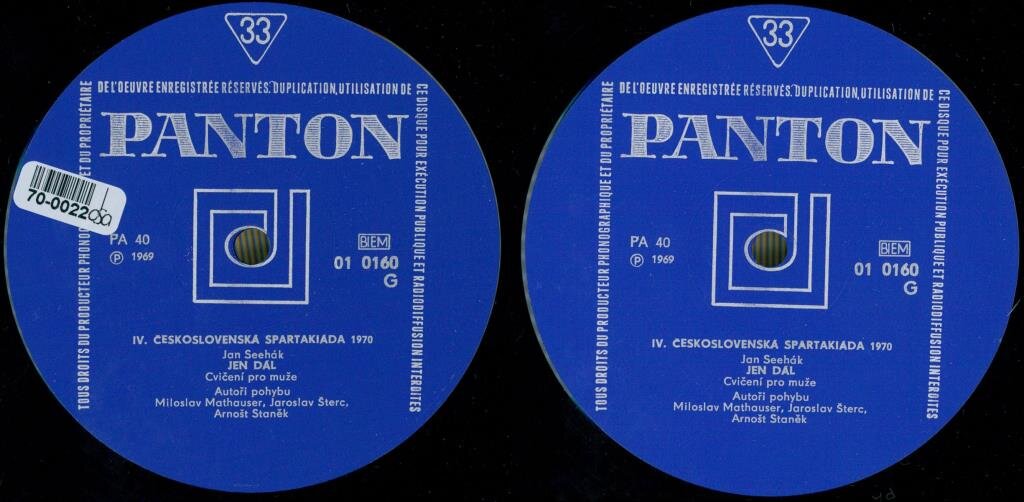 33
DE L'OEUVRE ENREGISTRÉE RÉSERVÉS. DUPLICATION, UTILISATION DE
CE DISQUE POUR EXÉCUTION PUBLIQUE ET RADIODIFFUSION INTERDITES
TOUS DROITS DU PRODUCTEUR PHONOG ET DU PROPRIÉTAIRE
PANTON
70-0022
PA 40
℗ 1969
BIEM
01 0160
G
IV. ČESKOSLOVENSKÁ SPARTAKIÁDA 1970
Jan Seehák
JEN DÁL
Cvičení pro muže
Autoři pohybu
Miloslav Mathauser, Jaroslav Šterc,
Arnošt Staněk
33
DE L'OEUVRE ENREGISTRÉE RÉSERVÉS. DUPLICATION, UTILISATION DE
CE DISQUE POUR EXÉCUTION PUBLIQUE ET RADIODIFFUSION INTERDITES
TOUS DROITS DU PRODUCTEUR PHONOGRAPHIQUE ET DU PROPRIÉTAIRE
PANTON
PA 40
℗ 1969
BIEM
01 0160
G
IV. ČESKOSLOVENSKÁ SPARTAKIÁDA 1970
Jan Seehák
JEN DÁL
Cvičení pro muže
Autoři pohybu
Miloslav Mathauser, Jaroslav Šterc,
Arnošt Staněk